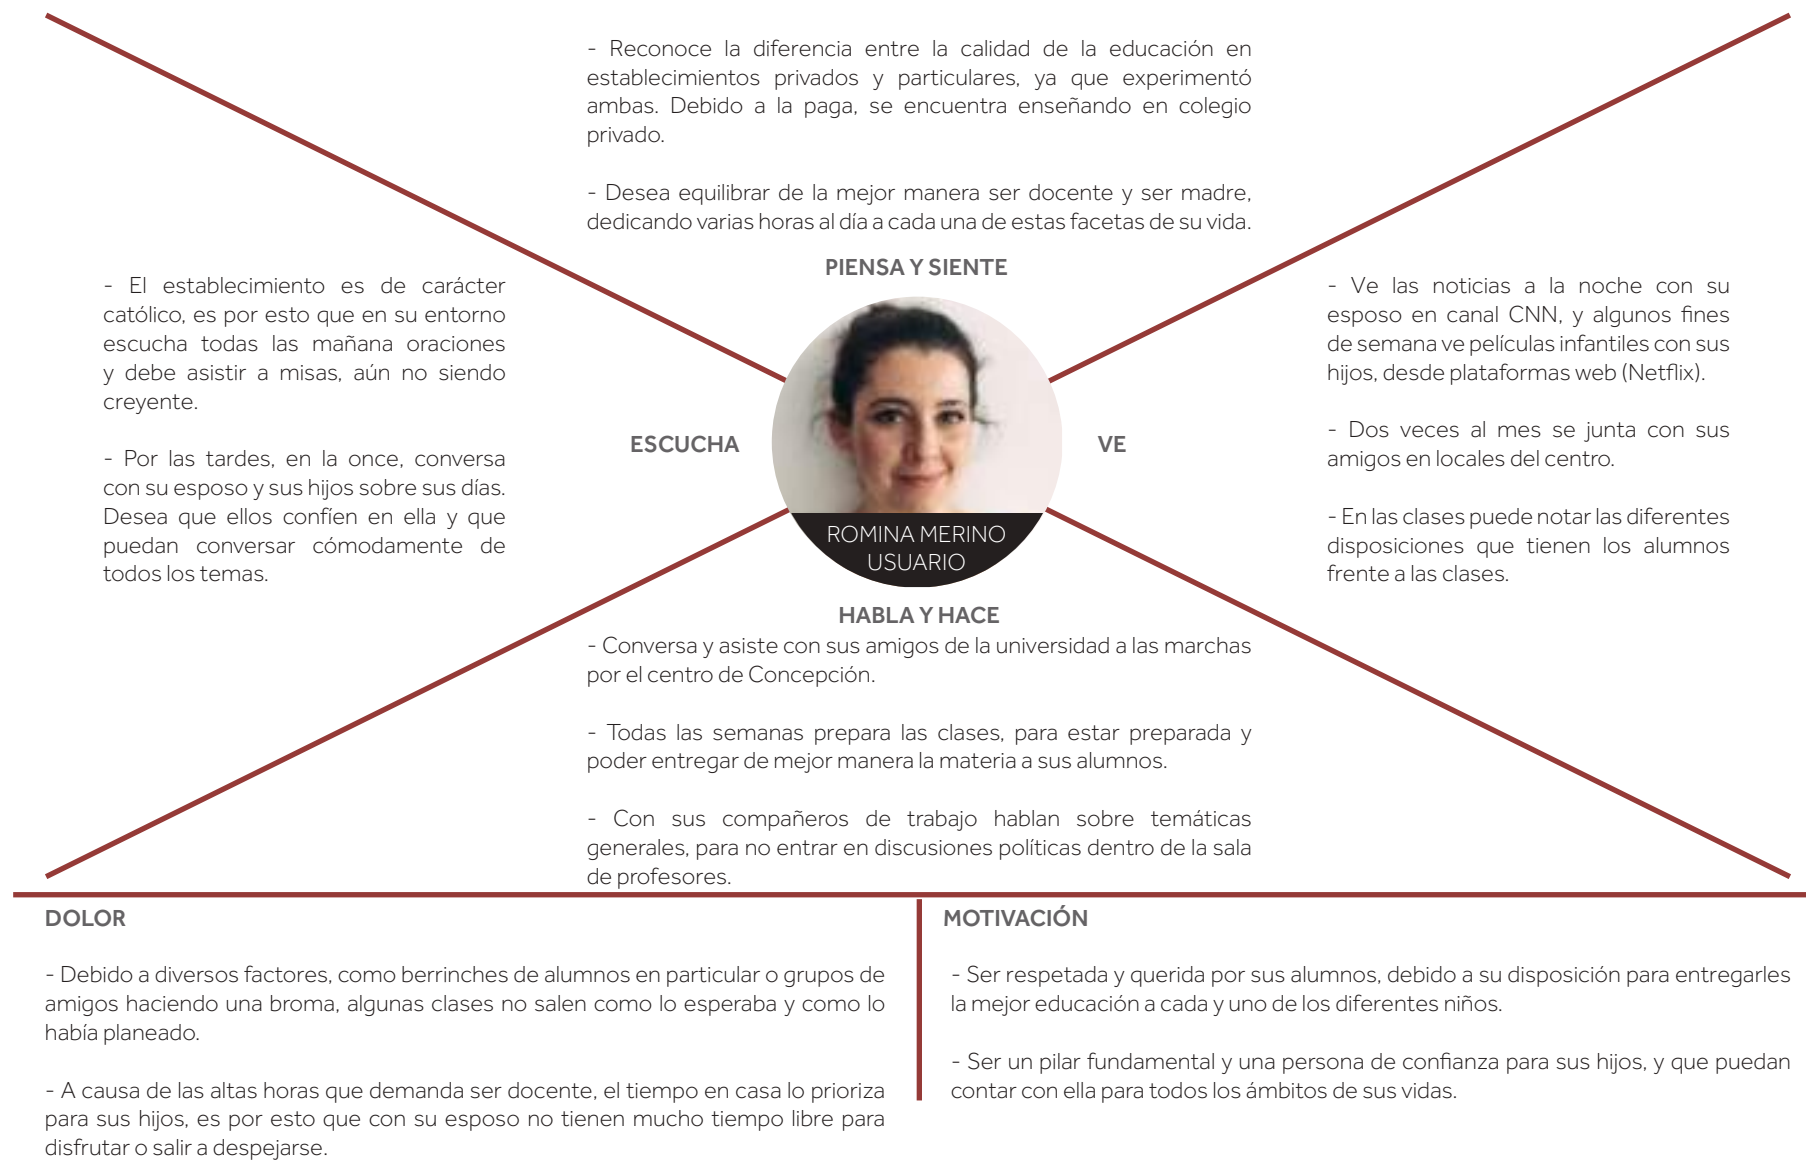 - Reconoce la diferencia entre la calidad de la educación en
establecimientos privados y particulares, ya que experimentó
ambas. Debido a la paga, se encuentra enseñando en colegio
privado.
- Desea equilibrar de la mejor manera ser docente y ser madre,
dedicando varias horas al día a cada una de estas facetas de su vida.
PIENSA Y SIENTE
- El establecimiento es de carácter
católico, es por esto que en su entorno
escucha todas las mañana oraciones
y debe asistir a misas, aún no siendo
creyente.
- Por las tardes, en la once, conversa
con su esposo y sus hijos sobre sus días.
Desea que ellos confíen en ella y que
puedan conversar cómodamente de
todos los temas.
ESCUCHA
ROMINA MERINO
USUARIO
VE
- Ve las noticias a la noche con su
esposo en canal CNN, y algunos fines
de semana ve películas infantiles con sus
hijos, desde plataformas web (Netflix).
- Dos veces al mes se junta con sus
amigos en locales del centro.
- En las clases puede notar las diferentes
disposiciones que tienen los alumnos
frente a las clases.
HABLA Y HACE
- Conversa y asiste con sus amigos de la universidad a las marchas
por el centro de Concepción.
- Todas las semanas prepara las clases, para estar preparada y
poder entregar de mejor manera la materia a sus alumnos.
- Con sus compañeros de trabajo hablan sobre temáticas
generales, para no entrar en discusiones políticas dentro de la sala
de profesores.
DOLOR
- Debido a diversos factores, como berrinches de alumnos en particular o grupos de
amigos haciendo una broma, algunas clases no salen como lo esperaba y como lo
había planeado.
- A causa de las altas horas que demanda ser docente, el tiempo en casa lo prioriza
para sus hijos, es por esto que con su esposo no tienen mucho tiempo libre para
disfrutar o salir a despejarse.
MOTIVACIÓN
- Ser respetada y querida por sus alumnos, debido a su disposición para entregarles
la mejor educación a cada y uno de los diferentes niños.
- Ser un pilar fundamental y una persona de confianza para sus hijos, y que puedan
contar con ella para todos los ámbitos de sus vidas.